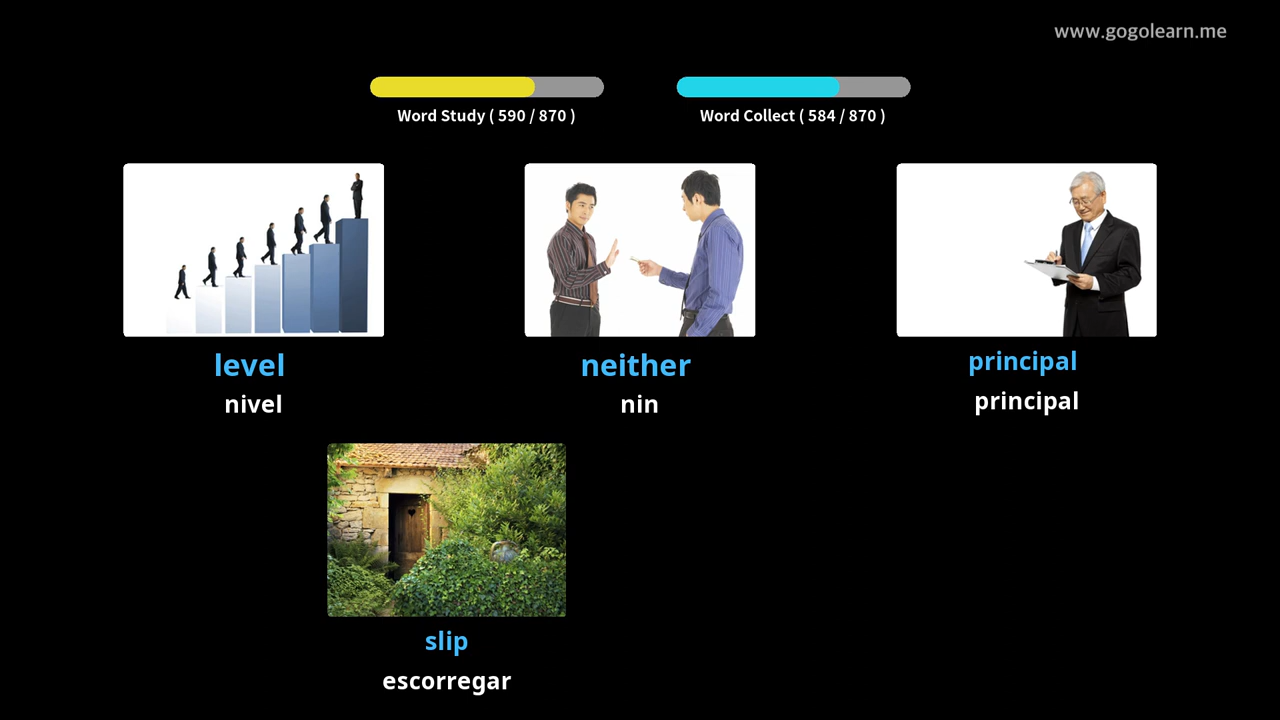 www.gogolearn.me
Word Study ( 590 / 870 )
Word Collect ( 584 / 870 )
level
neither
principal
nivel
nin
principal
slip
escorregar